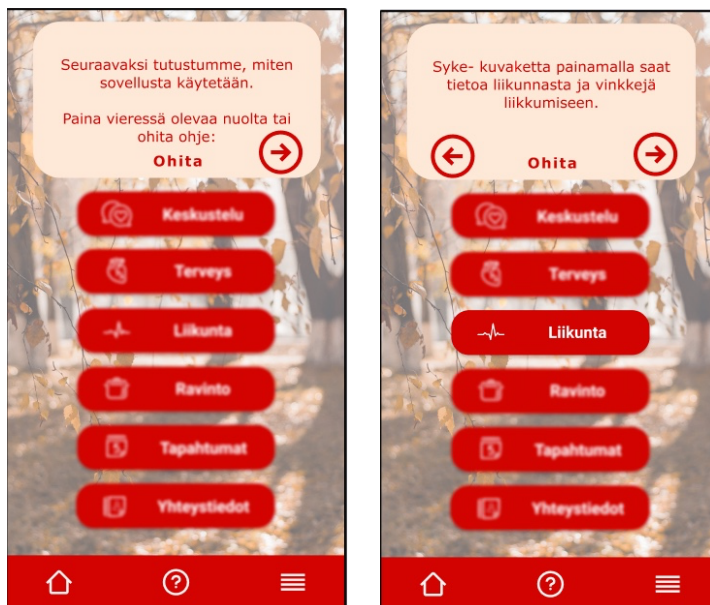 Seuraavaksi tutustumme, miten
sovellusta käytetään.
Paina vieressä olevaa nuolta tai
ohita ohje:
Ohita
Keskustelu
Terveys
Liikunta
Ravinto
Tapahtumat
Yhteystiedot
Syke- kuvaketta painamalla saat
tietoa liikunnasta ja vinkkejä
liikkumiseen.
Ohita
Keskustelu
Terveys
Liikunta
Ravinto
Tapahtumat
Yhteystiedot